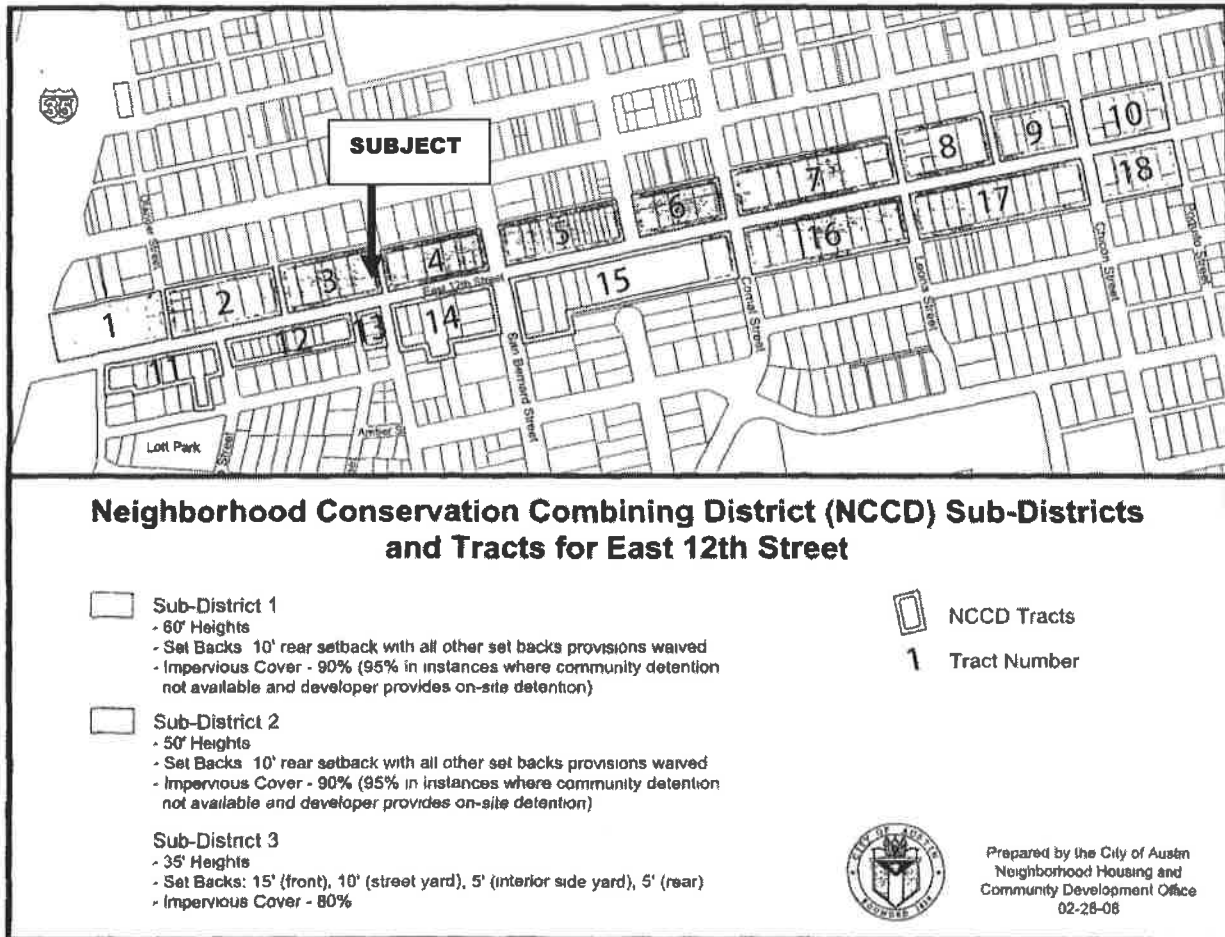 35
SUBJECT
10
9
8
18
7
17
6
16
5
4
15
3
East 12th Street
2
14
13
1
12
11
Comal Street
Leona Street
Chicon Street
San Bernard Street
Lott Park
Street
Neighborhood Conservation Combining District (NCCD) Sub-Districts
and Tracts for East 12th Street
Sub-District 1
- 60' Heights
- Set Backs 10' rear setback with all other set backs provisions waived
- Impervious Cover - 90% (95% in instances where community detention
not available and developer provides on-site detention)
Sub-District 2
- 50' Heights
- Set Backs 10' rear setback with all other set backs provisions waived
- Impervious Cover - 90% (95% in instances where community detention
not available and developer provides on-site detention)
Sub-District 3
- 35' Heights
- Set Backs: 15' (front), 10' (street yard), 5' (interior side yard), 5' (rear)
- Impervious Cover - 80%
NCCD Tracts
1 Tract Number
CITY OF AUSTIN
FOUNDED 1839
Prepared by the City of Austin
Neighborhood Housing and
Community Development Office
02-28-08